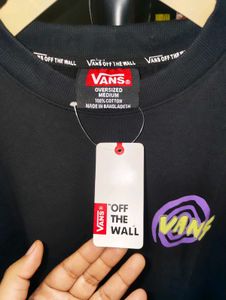 VANS "OFF THE WALL VANS "OFF THE WALL
VANS®
OVERSIZED
MEDIUM
100% COTTON
MADE IN BANGLADESH
VANS
"OFF
THE
WALL
VANS